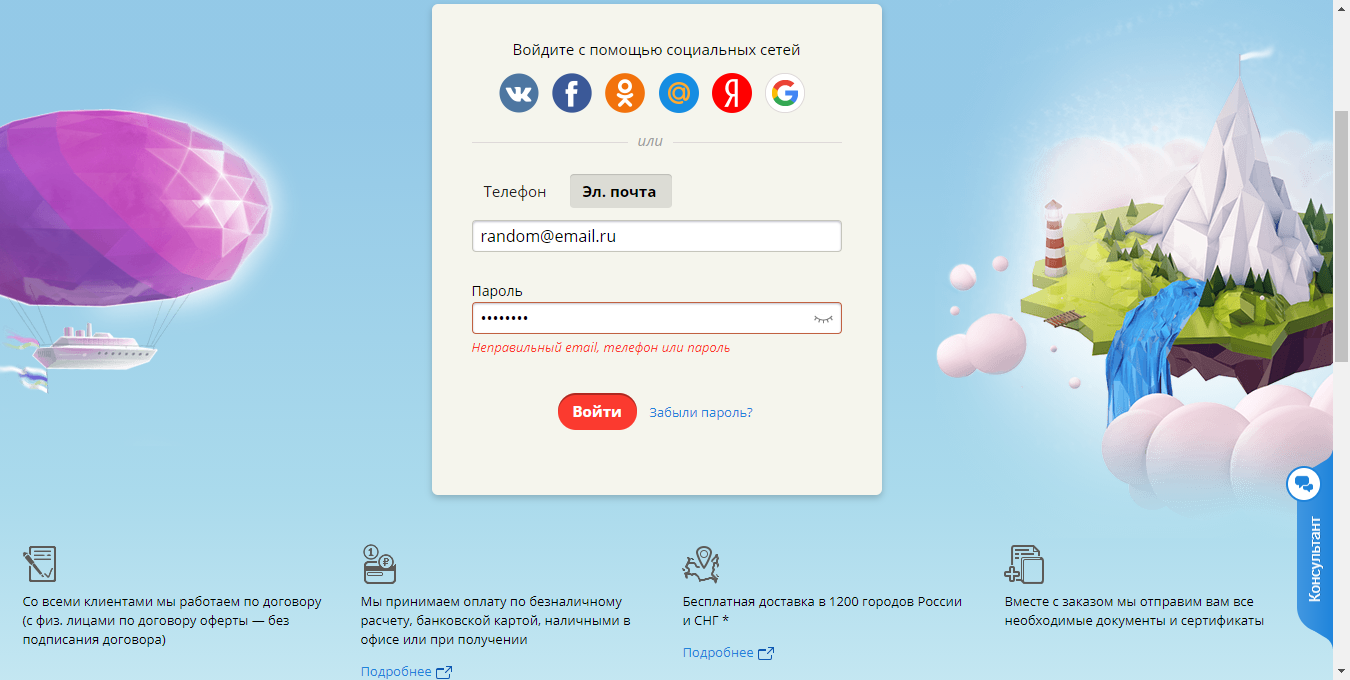 Войдите с помощью социальных сетей
или
Телефон
Эл. почта
random@email.ru
Пароль
••••••••
Неправильный email, телефон или пароль
Войти
Забыли пароль?
Консультант
Со всеми клиентами мы работаем по договору
(с физ. лицами по договору оферты — без
подписания договора)
Мы принимаем оплату по безналичному
расчету, банковской картой, наличными в
офисе или при получении
Подробнее
Бесплатная доставка в 1200 городов России
и СНГ *
Подробнее
Вместе с заказом мы отправим вам все
необходимые документы и сертификаты